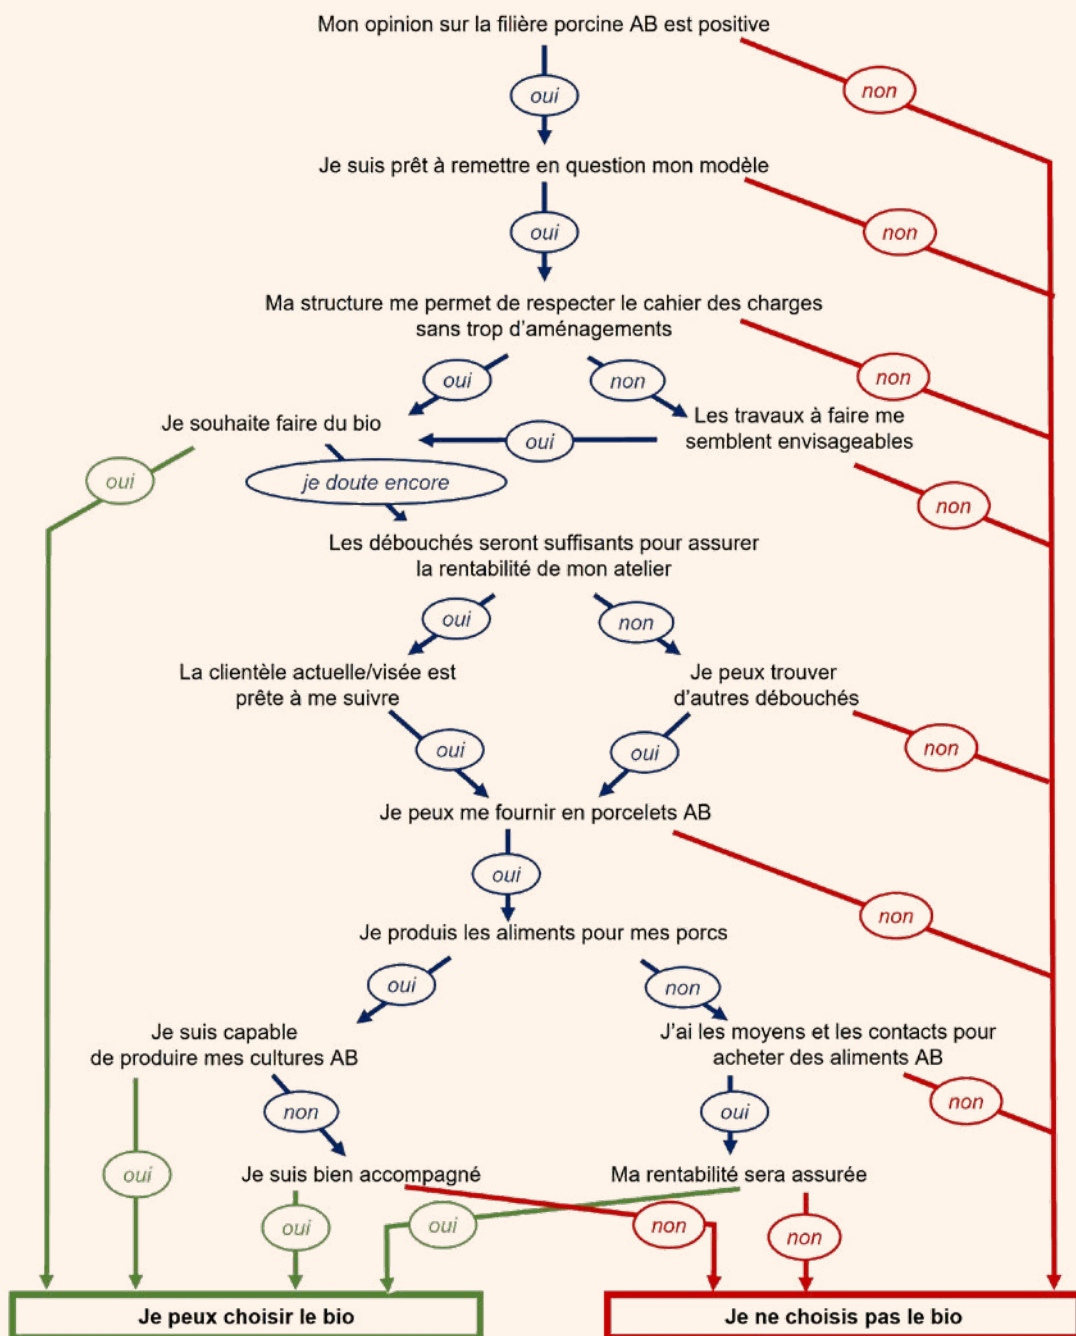 Mon opinion sur la filière porcine AB est positive
non
oui
Je suis prêt à remettre en question mon modèle
oui
non
Ma structure me permet de respecter le cahier des charges
sans trop d'aménagements
oui
non
non
Je souhaite faire du bio
Les travaux à faire me
semblent envisageables
oui
oui
je doute encore
non
Les débouchés seront suffisants pour assurer
la rentabilité de mon atelier
oui
non
La clientèle actuelle/visée est
prête à me suivre
Je peux trouver
d'autres débouchés
oui
oui
non
Je peux me fournir en porcelets AB
oui
non
Je produis les aliments pour mes porcs
oui
non
Je suis capable
de produire mes cultures AB
J'ai les moyens et les contacts pour
acheter des aliments AB
non
oui
non
oui
Je suis bien accompagné
Ma rentabilité sera assurée
oui
oui
non
non
Je peux choisir le bio
Je ne choisis pas le bio